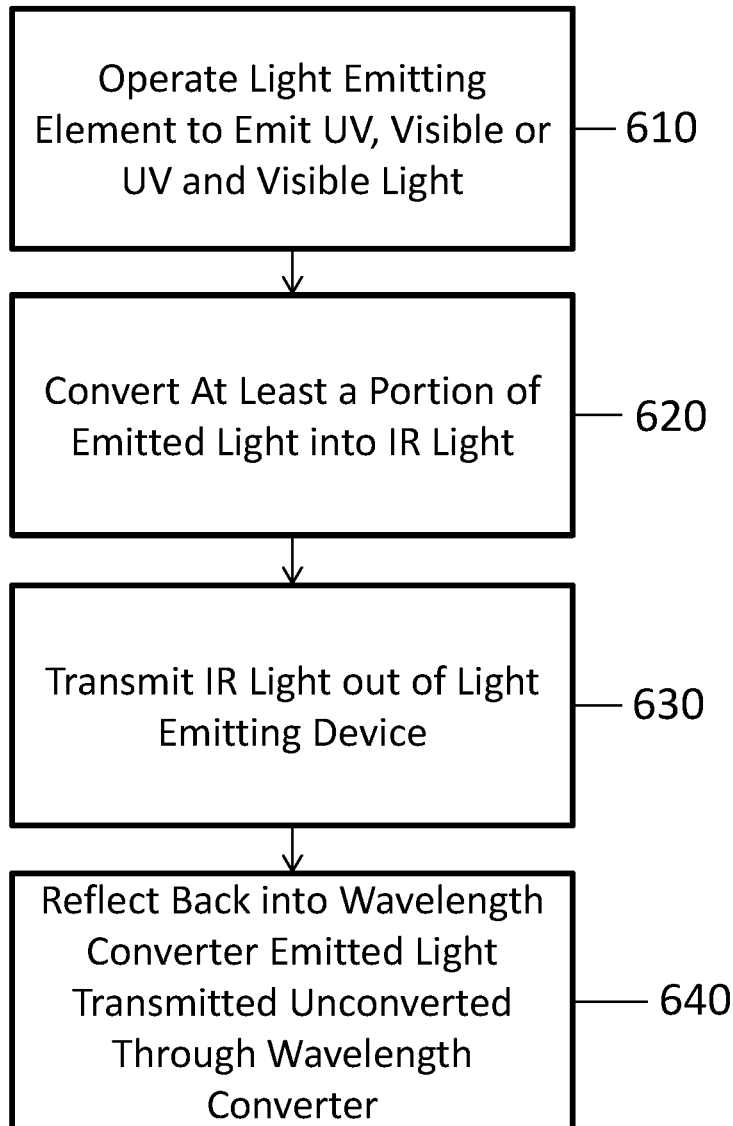 Operate Light Emitting
Element to Emit UV, Visible or
UV and Visible Light
610
Convert At Least a Portion of
Emitted Light into IR Light
620
Transmit IR Light out of Light
Emitting Device
630
Reflect Back into Wavelength
Converter Emitted Light
Transmitted Unconverted
Through Wavelength
Converter
640